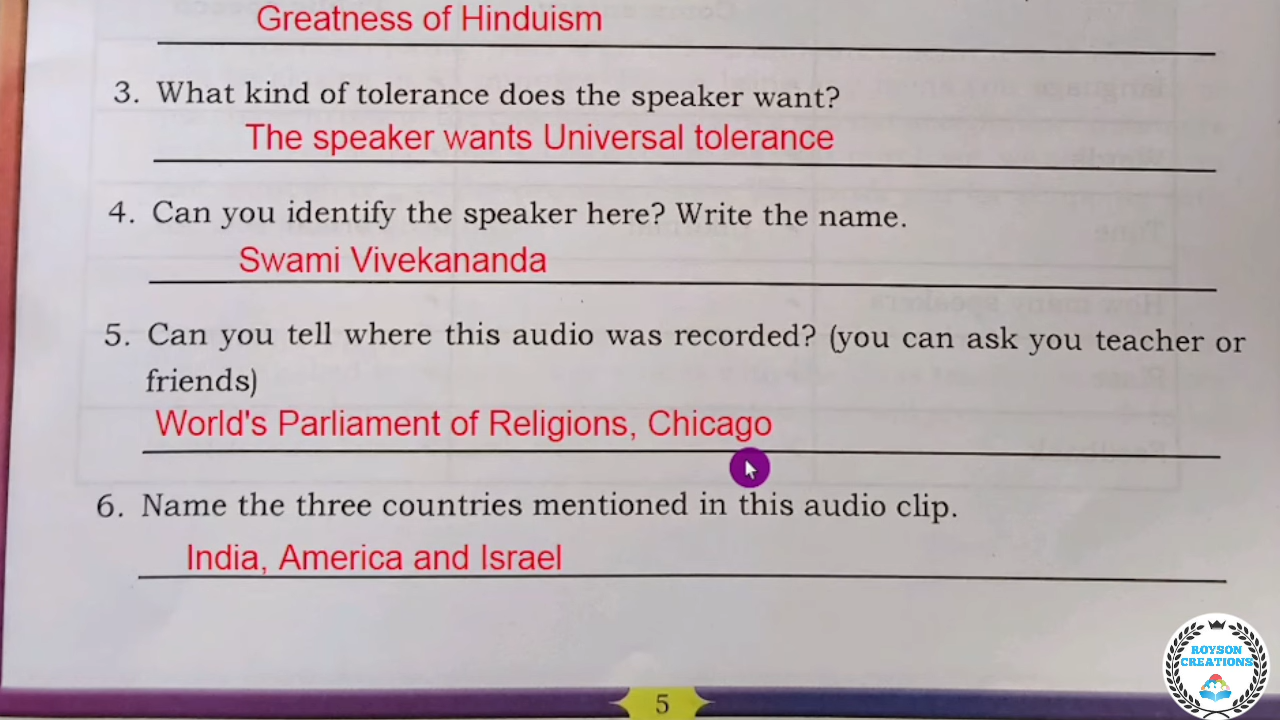 Greatness of Hinduism
3. What kind of tolerance does the speaker want?
The speaker wants Universal tolerance
4. Can you identify the speaker here? Write the name.
Swami Vivekananda
5. Can you tell where this audio was recorded? (you can ask you teacher or
friends)
World's Parliament of Religions, Chicago
6. Name the three countries mentioned in this audio clip.
India, America and Israel
5
ROYSON
CREATIONS